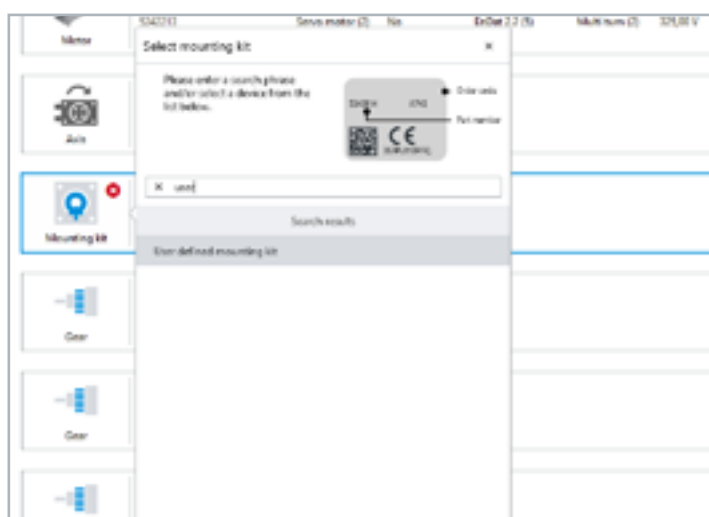 Motor
Servo motor (2) No EnDat 2.2 (5) Multi turn (2)
Select mounting kit ×
Please enter a search phrase
and/or select a device from the
list below.
Order code
Part number
CE
Axis
× user
Search results
Mounting kit
User defined mounting kit
Gear
Gear